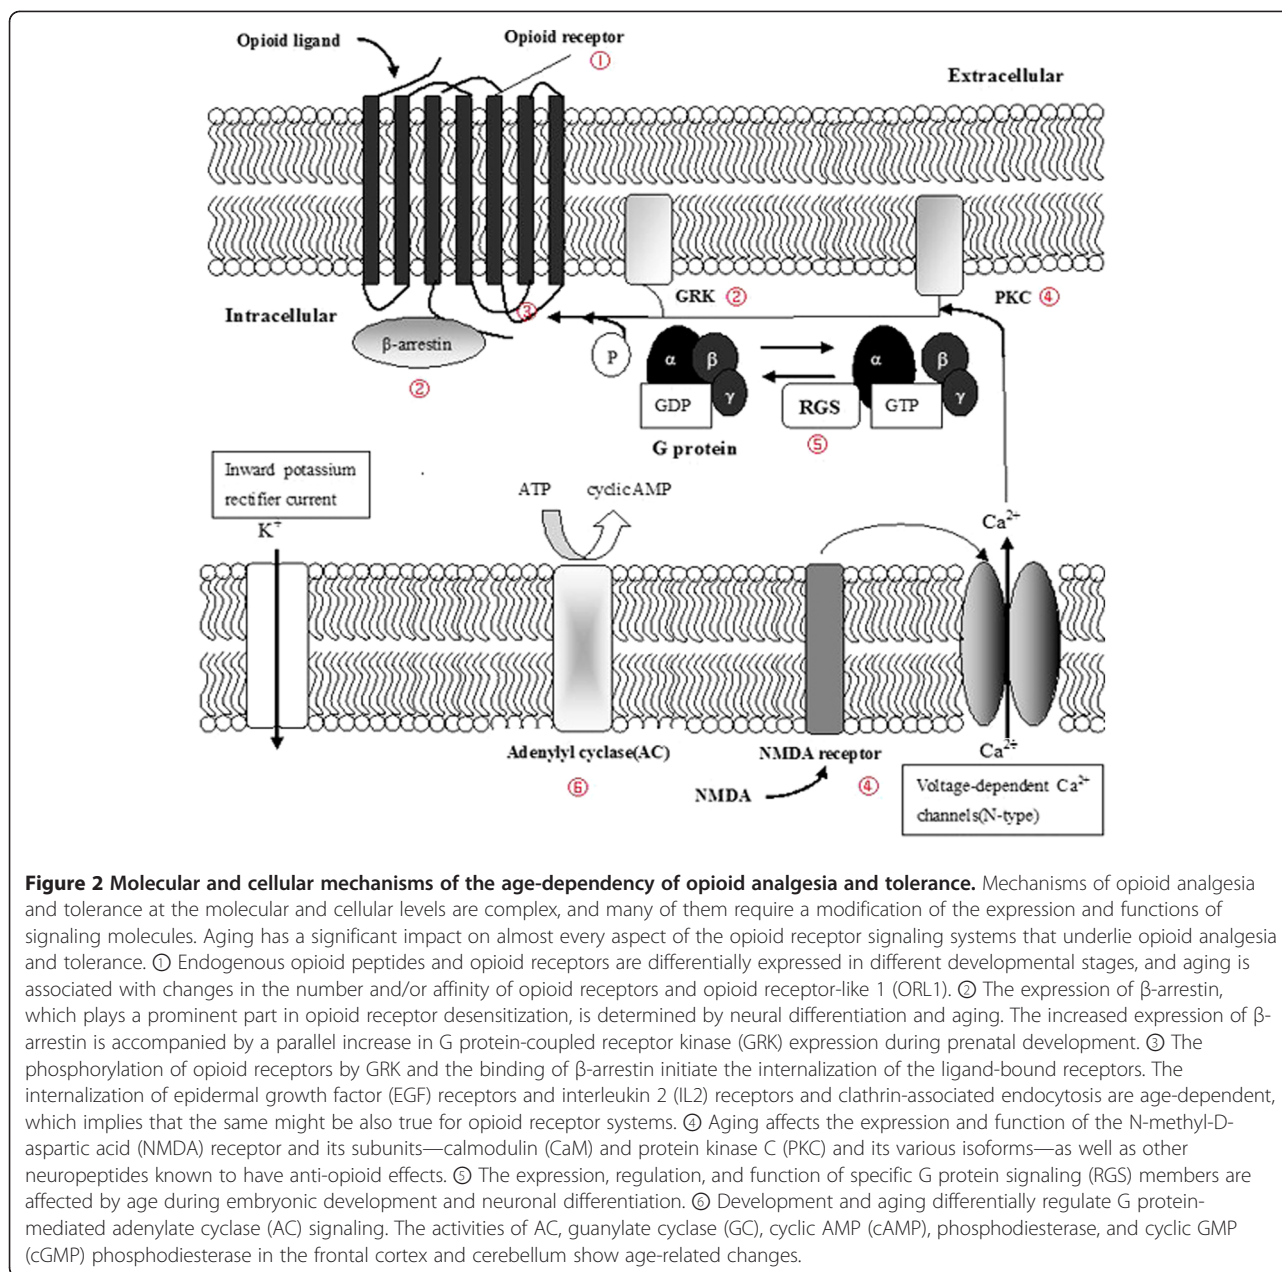 Opioid ligand
Opioid receptor
①
Extracellular
Intracellular
③
GRK ②
PKC ④
β-arrestin
②
P
α β γ
GDP
G protein
RGS
⑤
α β γ
GTP
Inward potassium
rectifier current
K⁺
ATP cyclic AMP
Ca²⁺
Adenylyl cyclase(AC)
⑥
NMDA receptor
④
NMDA
Ca²⁺
Voltage-dependent Ca²⁺
channels(N-type)
Figure 2 Molecular and cellular mechanisms of the age-dependency of opioid analgesia and tolerance. Mechanisms of opioid analgesia
and tolerance at the molecular and cellular levels are complex, and many of them require a modification of the expression and functions of
signaling molecules. Aging has a significant impact on almost every aspect of the opioid receptor signaling systems that underlie opioid analgesia
and tolerance. ① Endogenous opioid peptides and opioid receptors are differentially expressed in different developmental stages, and aging is
associated with changes in the number and/or affinity of opioid receptors and opioid receptor-like 1 (ORL1). ② The expression of β-arrestin,
which plays a prominent part in opioid receptor desensitization, is determined by neural differentiation and aging. The increased expression of β-
arrestin is accompanied by a parallel increase in G protein-coupled receptor kinase (GRK) expression during prenatal development. ③ The
phosphorylation of opioid receptors by GRK and the binding of β-arrestin initiate the internalization of the ligand-bound receptors. The
internalization of epidermal growth factor (EGF) receptors and interleukin 2 (IL2) receptors and clathrin-associated endocytosis are age-dependent,
which implies that the same might be also true for opioid receptor systems. ④ Aging affects the expression and function of the N-methyl-D-
aspartic acid (NMDA) receptor and its subunits—calmodulin (CaM) and protein kinase C (PKC) and its various isoforms—as well as other
neuropeptides known to have anti-opioid effects. ⑤ The expression, regulation, and function of specific G protein signaling (RGS) members are
affected by age during embryonic development and neuronal differentiation. ⑥ Development and aging differentially regulate G protein-
mediated adenylate cyclase (AC) signaling. The activities of AC, guanylate cyclase (GC), cyclic AMP (cAMP), phosphodiesterase, and cyclic GMP
(cGMP) phosphodiesterase in the frontal cortex and cerebellum show age-related changes.